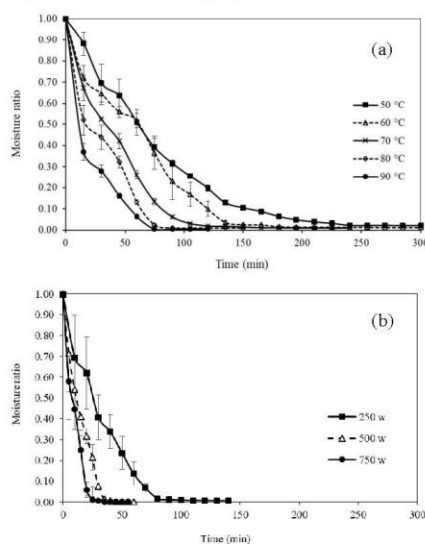 (a)
Moisture ratio
1.00
0.90
0.80
0.70
0.60
0.50
0.40
0.30
0.20
0.10
0.00
50 °C
60 °C
70 °C
80 °C
90 °C
0 50 100 150 200 250 300
Time (min)
(b)
Moisture ratio
1.00
0.90
0.80
0.70
0.60
0.50
0.40
0.30
0.20
0.10
0.00
250 w
500 w
750 w
0 50 100 150 200 250 300
Time (min)